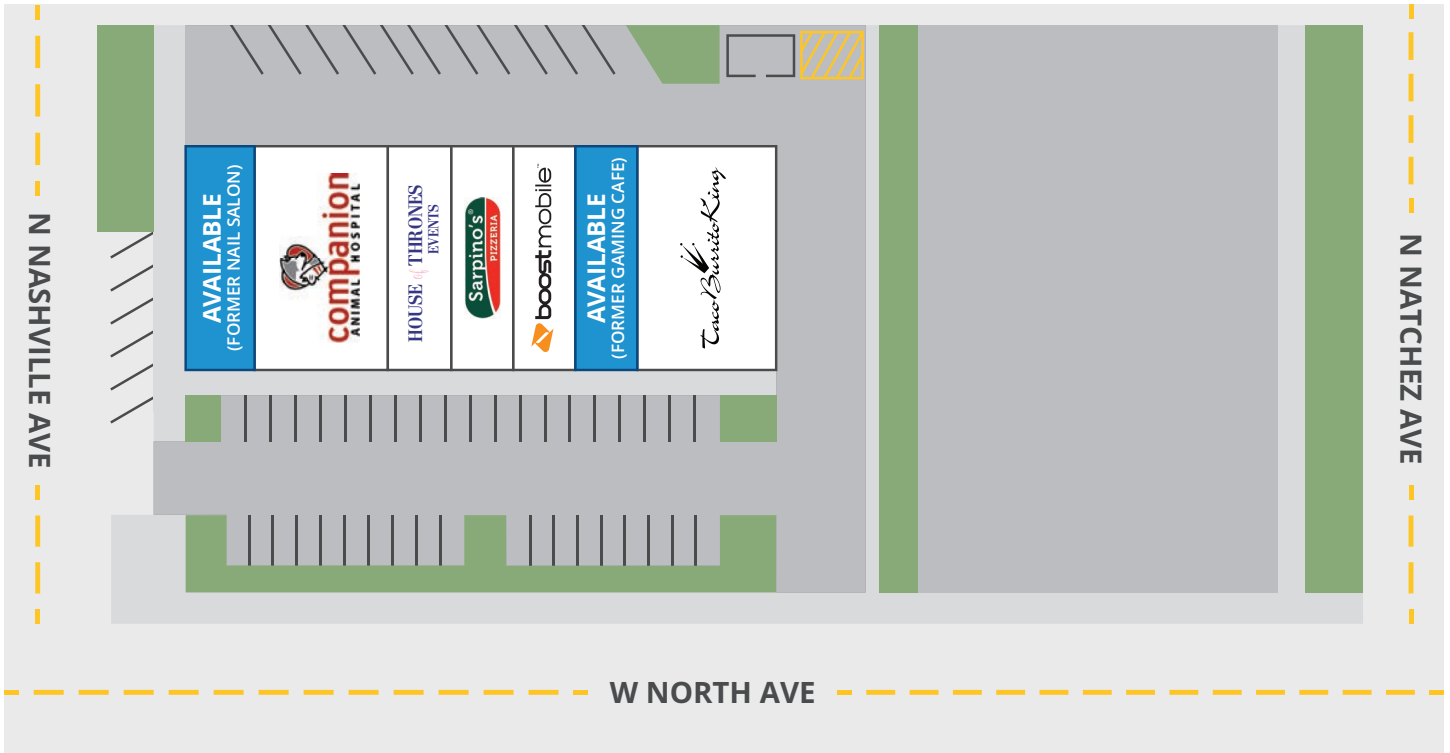 N NASHVILLE AVE
AVAILABLE
(FORMER NAIL SALON)
companion
ANIMAL HOSPITAL
HOUSE of THRONES
EVENTS
Sarpino's®
PIZZERIA
boostmobile™
AVAILABLE
(FORMER GAMING CAFE)
Taco Burrito King
N NATCHEZ AVE
W NORTH AVE